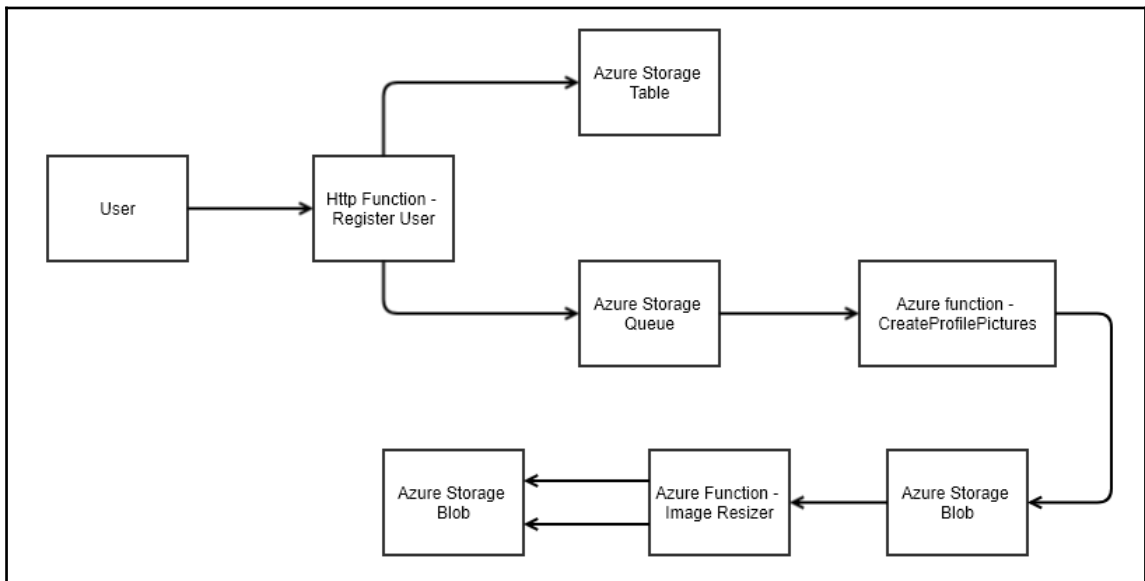 Azure Storage
Table
User
Http Function -
Register User
Azure Storage
Queue
Azure function -
CreateProfilePictures
Azure Storage
Blob
Azure Function -
Image Resizer
Azure Storage
Blob